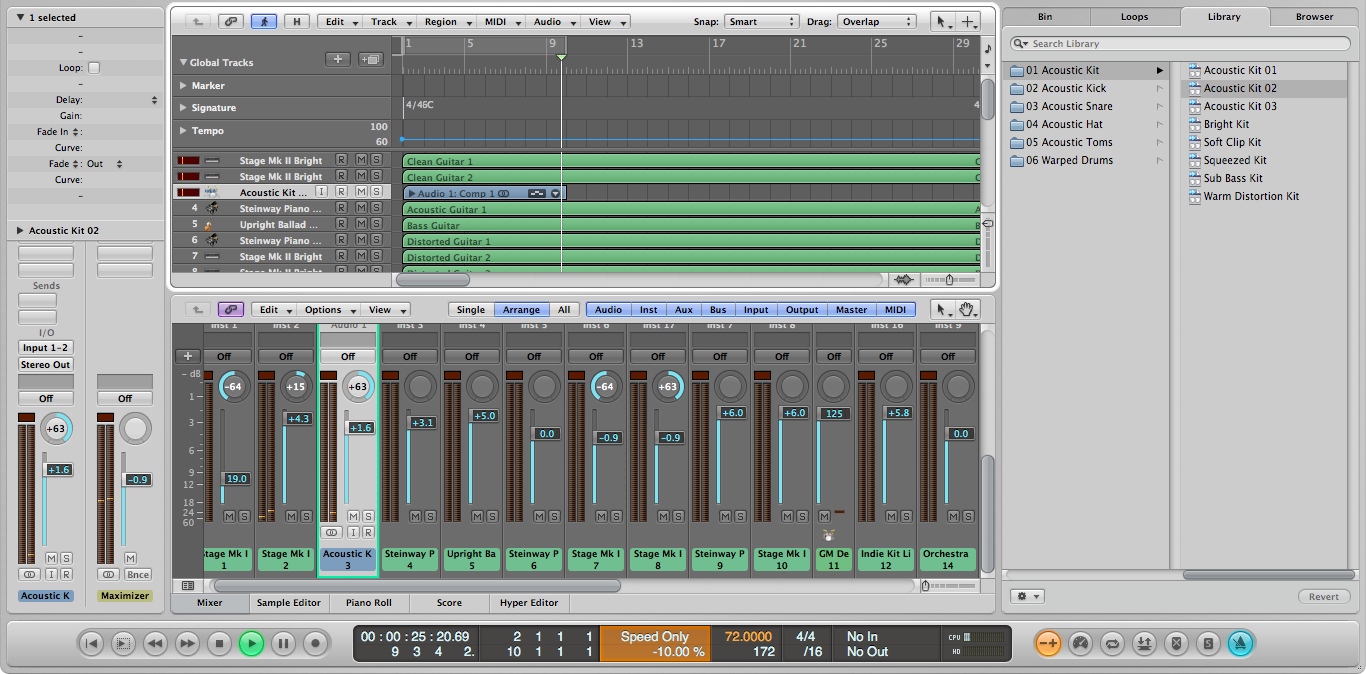 1 selected
Loop:
Delay:
Gain:
Fade In :
Curve:
Fade : Out
Curve:
Acoustic Kit 02
Sends
I/O
Input 1-2
Stereo Out
Off Off
+63
+1.6 -0.9
M S M
I R Bnce
Acoustic K Maximizer
H Edit Track Region MIDI Audio View Snap: Smart Drag: Overlap
1 5 9 13 17 21 25 29
Global Tracks
Marker
Signature 4/4 4
Tempo 100
60
Stage Mk II Bright R M S Clean Guitar 1
Stage Mk II Bright R M S Clean Guitar 2
Acoustic Kit ... I R M S Audio 1: Comp 1
4 Steinway Piano ... R M S Acoustic Guitar 1
5 Upright Ballad ... R M S Bass Guitar
6 Steinway Piano ... R M S Distorted Guitar 1
7 Stage Mk II Bright R M S Distorted Guitar 2
8 Stage Mk II Bright R M S
Edit Options View Single Arrange All Audio Inst Aux Bus Input Output Master MIDI
Inst 1 Inst 2 Audio 1 Inst 3 Inst 4 Inst 5 Inst 6 Inst 17 Inst 7 Inst 8 Inst 16 Inst 9
Off Off Off Off Off Off Off Off Off Off Off Off Off
dB
-64 +15 +63 -64 +63
19.0 +4.3 +1.6 +3.1 +5.0 0.0 -0.9 -0.9 +6.0 +6.0 125 +5.8 0.0
1
3
6
9
12
18
24
60
M S M S M S M S M S M S M S M S M S M S M M S M S
I R
Stage Mk I Stage Mk I Acoustic K Steinway P Upright Ba Steinway P Stage Mk I Stage Mk I Steinway P Stage Mk I GM De Indie Kit Li Orchestra
1 2 3 4 5 6 7 8 9 10 11 12 14
Mixer Sample Editor Piano Roll Score Hyper Editor
Bin Loops Library Browser
Search Library
01 Acoustic Kit
02 Acoustic Kick
03 Acoustic Snare
04 Acoustic Hat
05 Acoustic Toms
06 Warped Drums
Acoustic Kit 01
Acoustic Kit 02
Acoustic Kit 03
Bright Kit
Soft Clip Kit
Squeezed Kit
Sub Bass Kit
Warm Distortion Kit
Revert
00 : 00 : 25 : 20.69 2 1 1 1 Speed Only 72.0000 4/4 No In CPU
9 3 4 2. 10 1 1 1 -10.00 % 172 /16 No Out HD
S